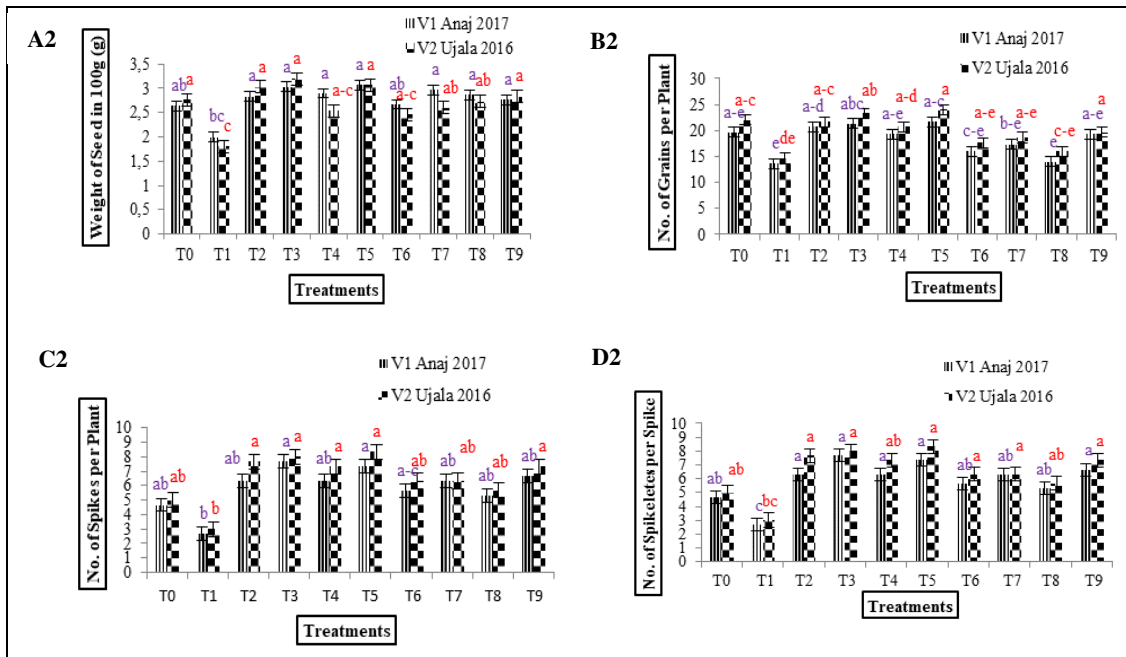 A2
V1 Anaj 2017
V2 Ujala 2016
Weight of Seed in 100g (g)
3,5
3
2,5
2
1,5
1
0,5
0
ab a bc c a a a a a a-c a a ab a-c a ab a ab a a
T0 T1 T2 T3 T4 T5 T6 T7 T8 T9
Treatments
B2
V1 Anaj 2017
V2 Ujala 2016
No. of Grains per Plant
30
25
20
15
10
5
0
a-e a-c e de a-d a-c abc ab a-e a-d a-c a c-e a-e b-e a-e e c-e a-e a
T0 T1 T2 T3 T4 T5 T6 T7 T8 T9
Treatments
C2
V1 Anaj 2017
V2 Ujala 2016
No. of Spikes per Plant
10
9
8
7
6
5
4
3
2
1
0
ab ab b b ab a a a ab a a a a-c ab ab ab ab ab ab a
T0 T1 T2 T3 T4 T5 T6 T7 T8 T9
Treatments
D2
V1 Anaj 2017
V2 Ujala 2016
No. of Spikeletes per Spike
10
9
8
7
6
5
4
3
2
1
0
ab ab c bc a a a a ab ab a a ab a ab a ab ab a a
T0 T1 T2 T3 T4 T5 T6 T7 T8 T9
Treatments